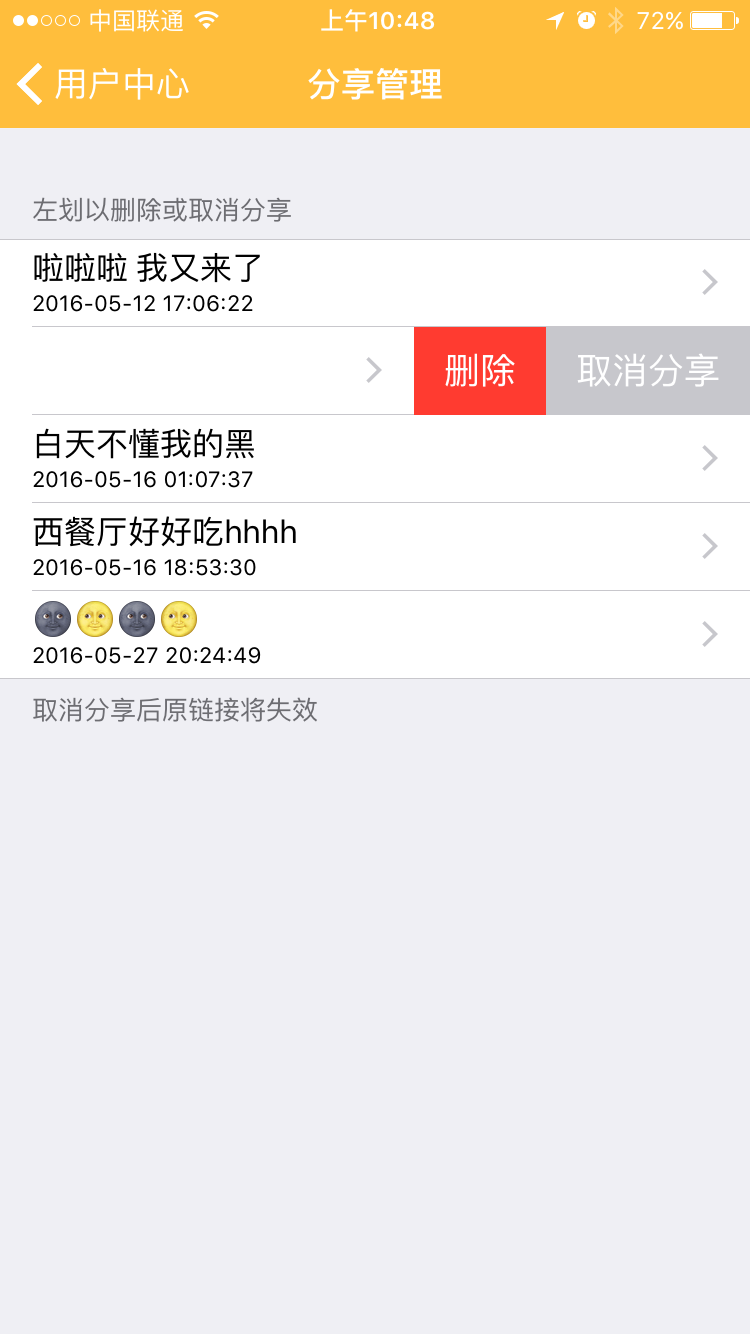 中国联通 上午10:48 72%
用户中心 分享管理
左划以删除或取消分享
啦啦啦 我又来了
2016-05-12 17:06:22
删除 取消分享
白天不懂我的黑
2016-05-16 01:07:37
西餐厅好好吃hhhh
2016-05-16 18:53:30
🌚🌝🌚🌝
2016-05-27 20:24:49
取消分享后原链接将失效